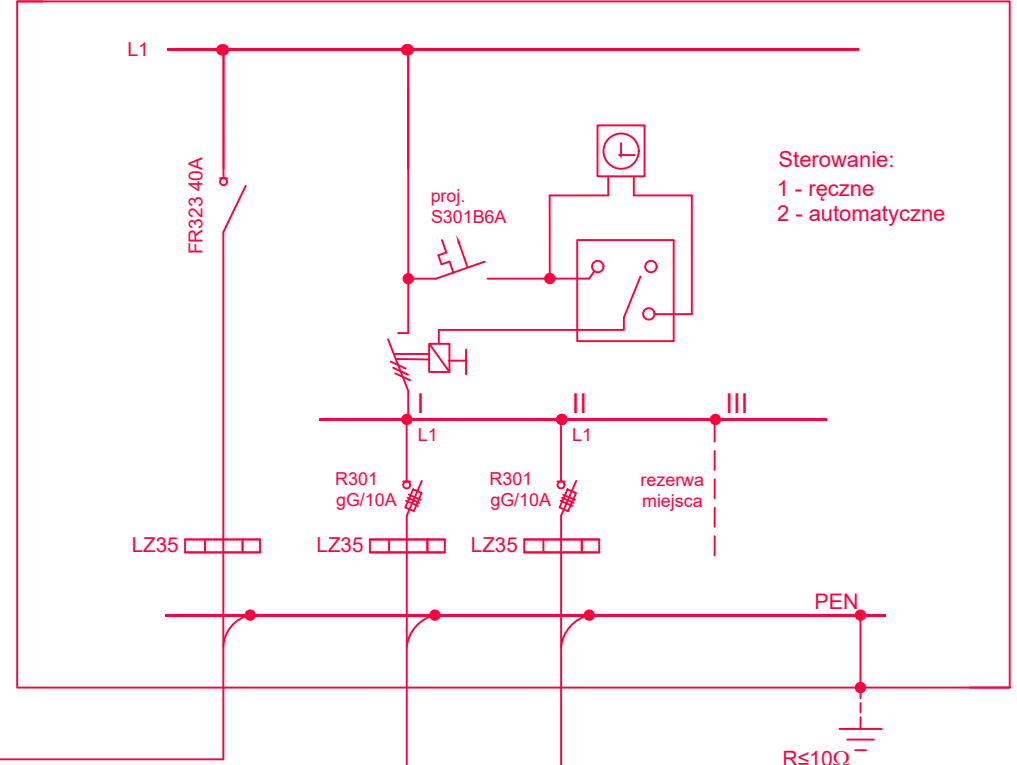 L1
FR323 40A
proj.
S301B6A
Sterowanie:
1 - ręczne
2 - automatyczne
I
II
III
L1
L1
R301
gG/10A
R301
gG/10A
rezerwa
miejsca
LZ35
LZ35
LZ35
PEN
R≤10Ω